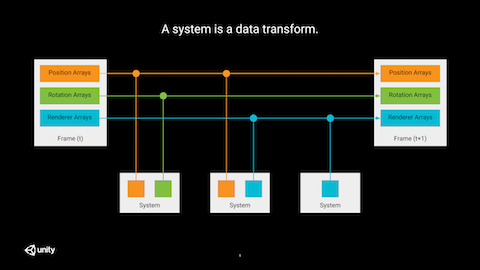 A system is a data transform.
Position Arrays
Rotation Arrays
Renderer Arrays
Frame (t)
Position Arrays
Rotation Arrays
Renderer Arrays
Frame (t+1)
System
System
System
unity